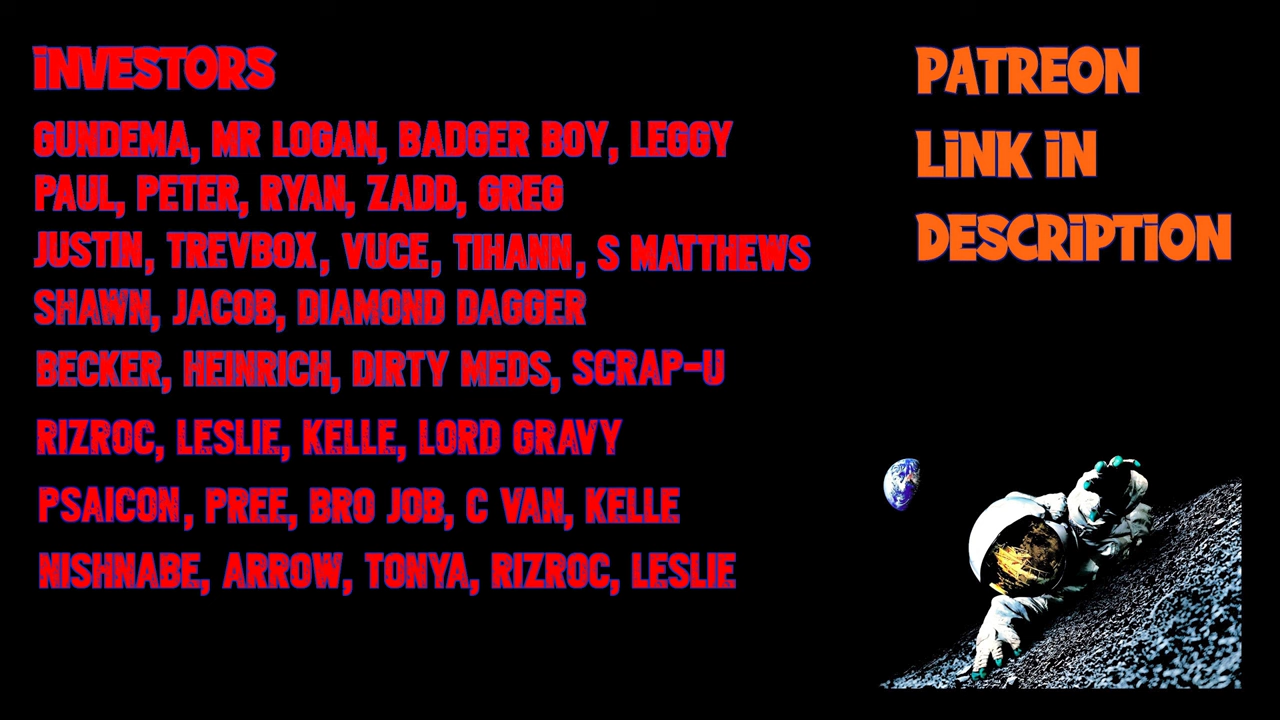 iNVESTORS
GUNDEMA, MR LOGAN, BADGER BOY, LEGGY
PAUL, PETER, RYAN, ZADD, GREG
JUSTIN, TREVBOX, VUCE, TIHANN, S MATTHEWS
SHAWN, JACOB, DIAMOND DAGGER
BECKER, HEINRICH, DIRTY MEDS, SCRAP-U
RIZROC, LESLIE, KELLE, LORD GRAVY
PSAICON, PREE, BRO JOB, C VAN, KELLE
NISHNABE, ARROW, TONYA, RIZROC, LESLIE
PATREON
LiNK iN
DESCRiPTiON